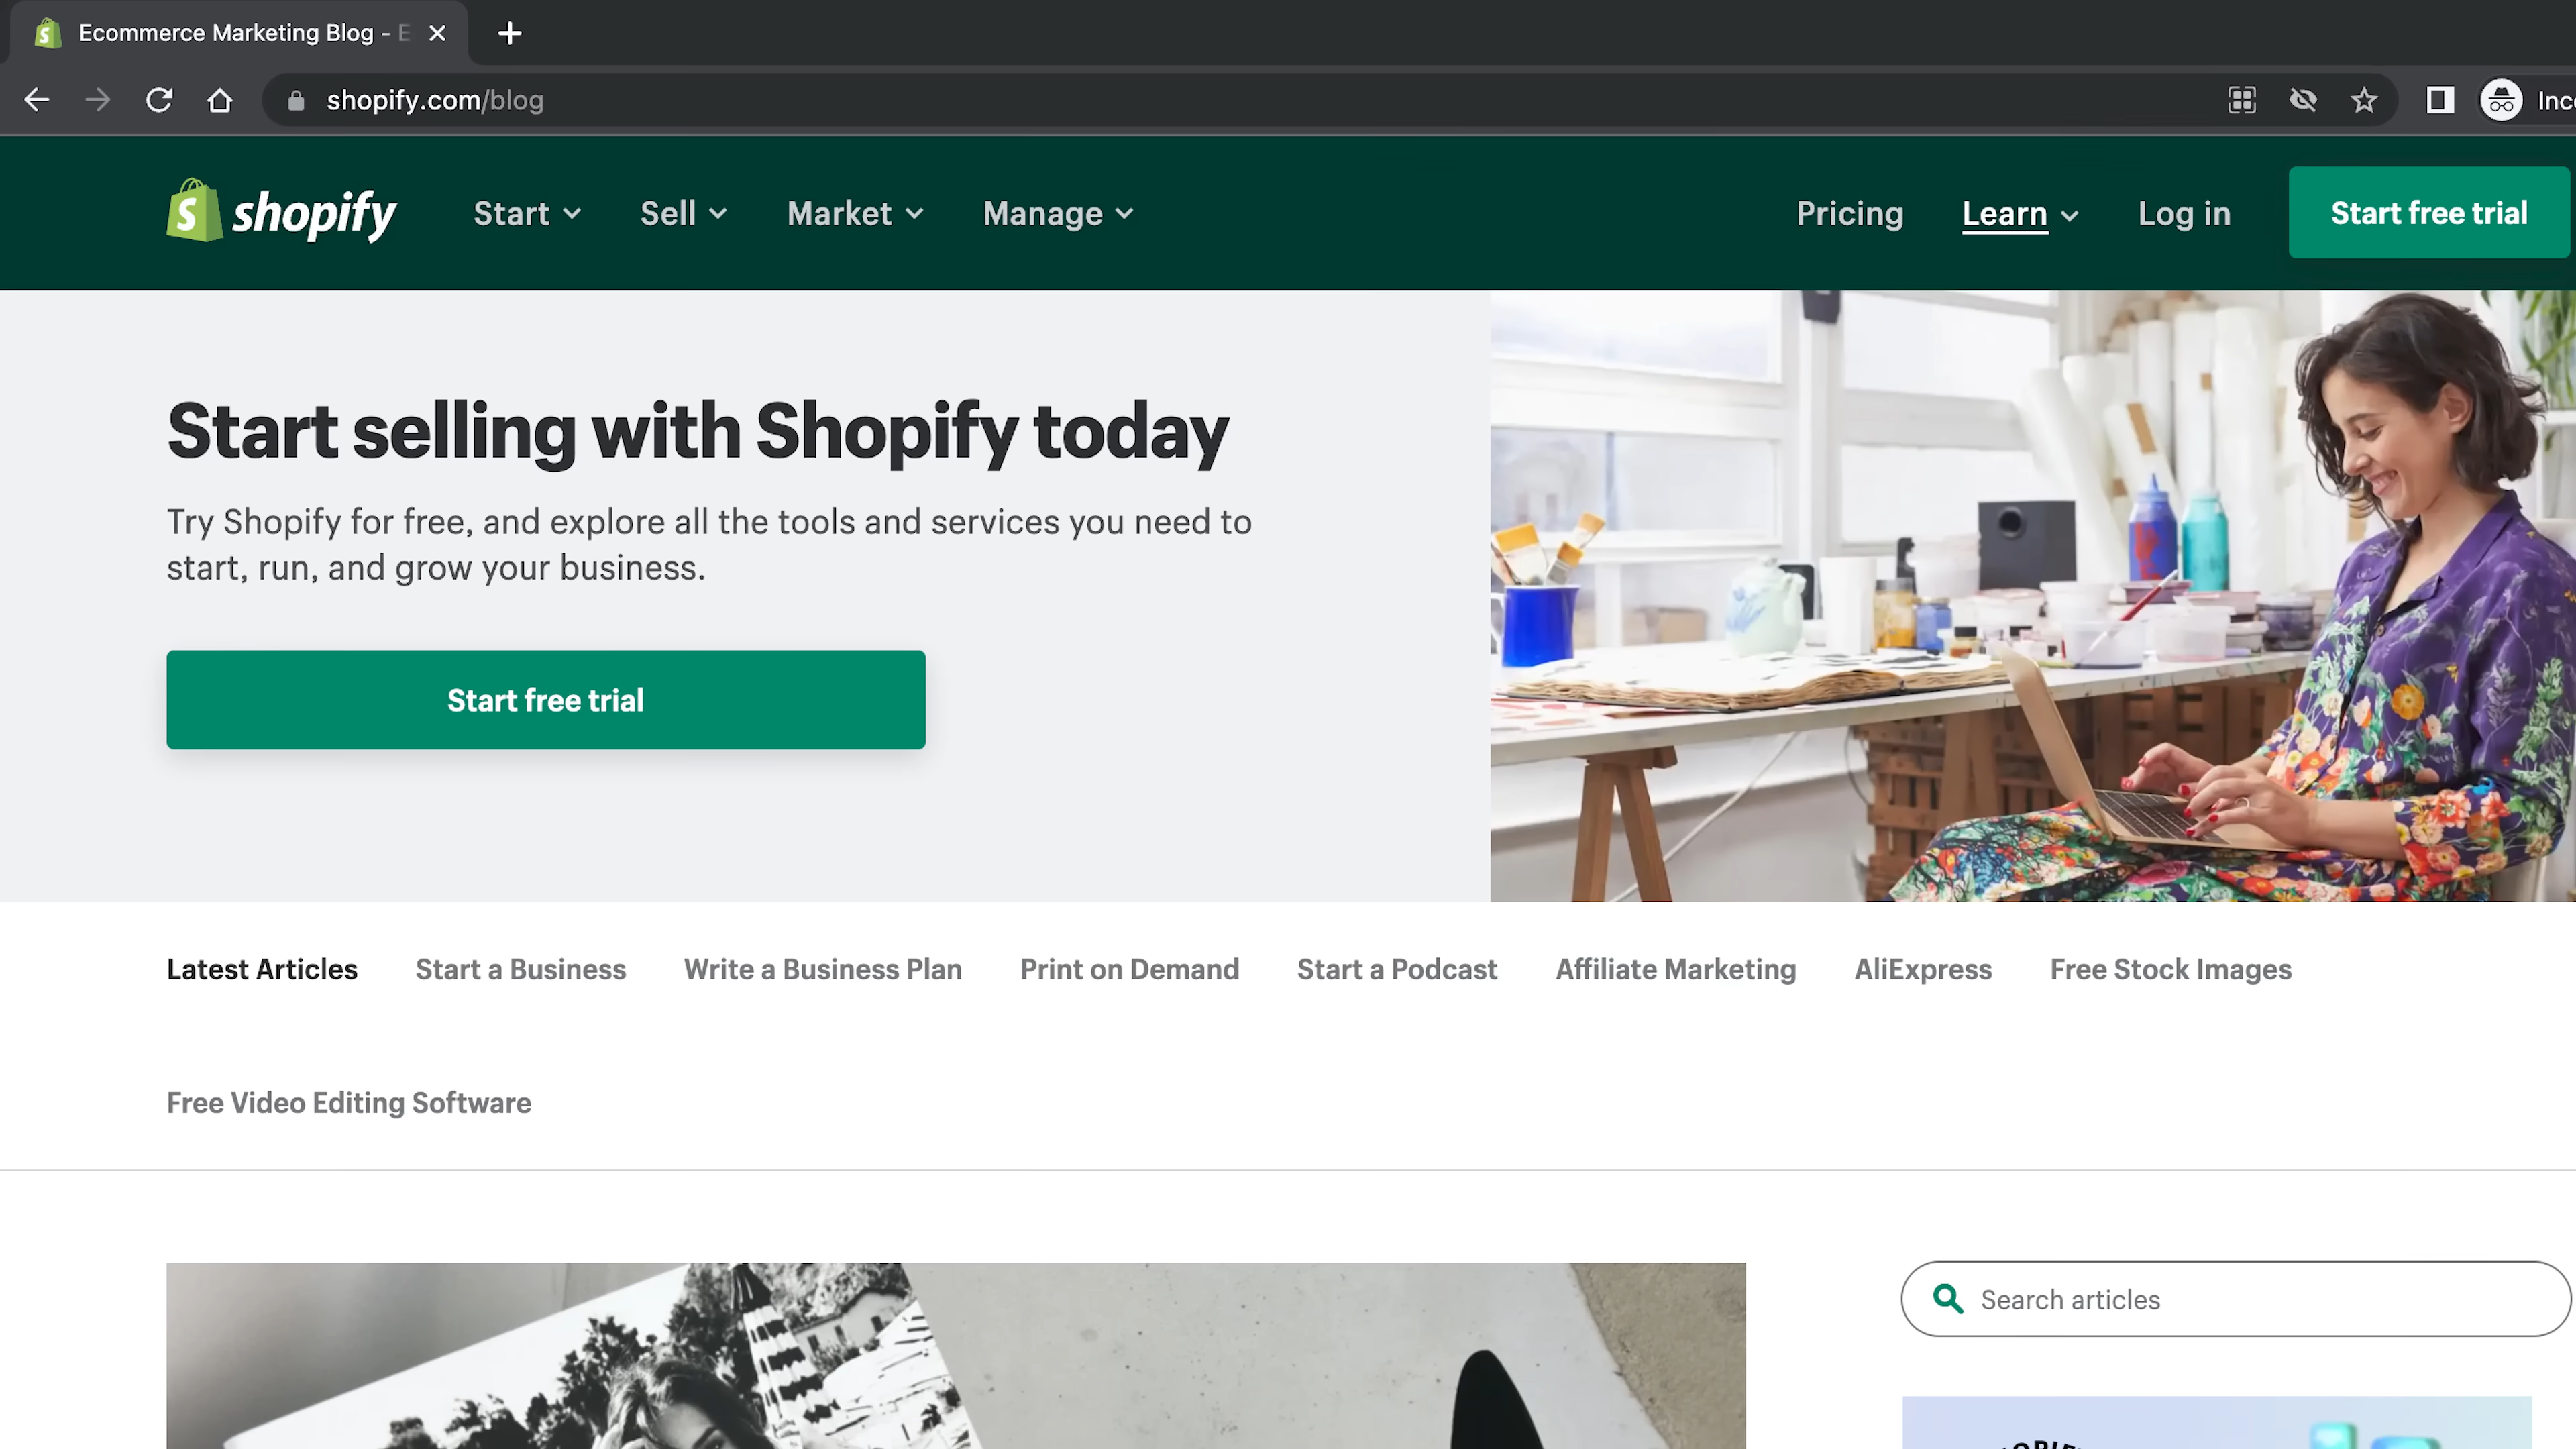 Ecommerce Marketing Blog - E
shopify.com/blog
shopify
Start
Sell
Market
Manage
Pricing
Learn
Log in
Start free trial
Start selling with Shopify today
Try Shopify for free, and explore all the tools and services you need to
start, run, and grow your business.
Start free trial
Latest Articles
Start a Business
Write a Business Plan
Print on Demand
Start a Podcast
Affiliate Marketing
AliExpress
Free Stock Images
Free Video Editing Software
Search articles